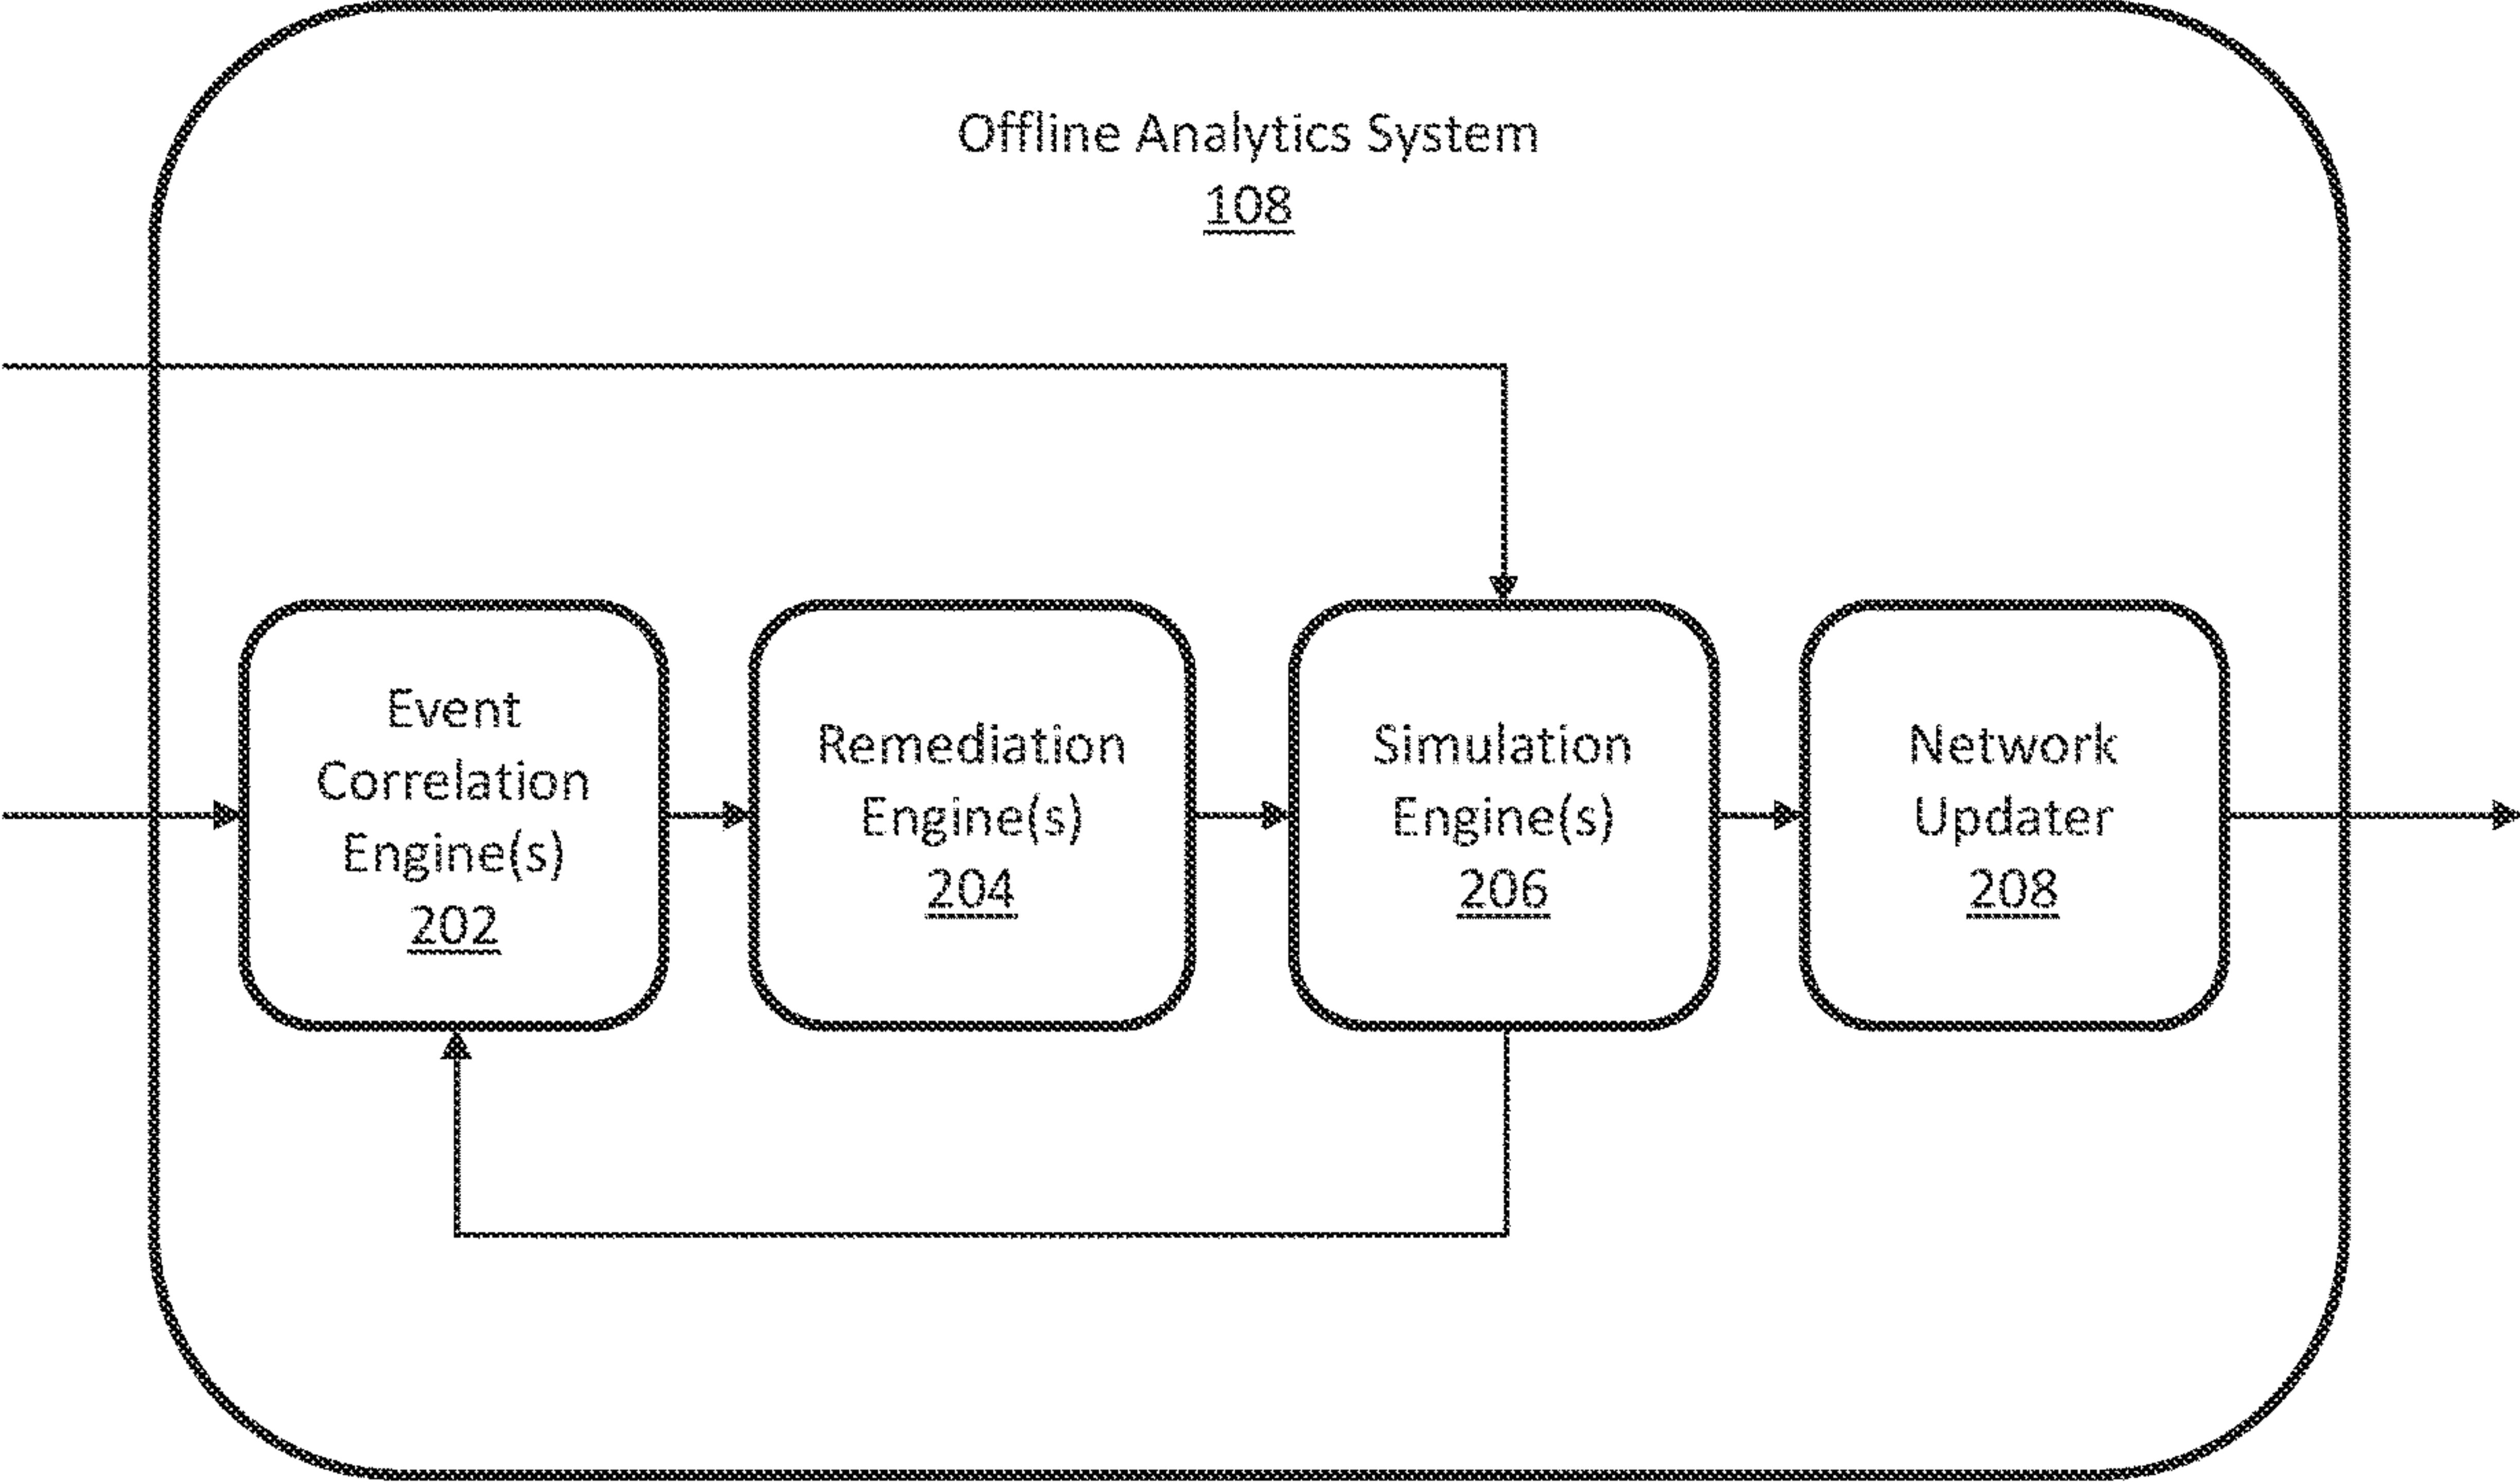 Offline Analytics System
108
Event
Correlation
Engine(s)
202
Remediation
Engine(s)
204
Simulation
Engine(s)
206
Network
Updater
208